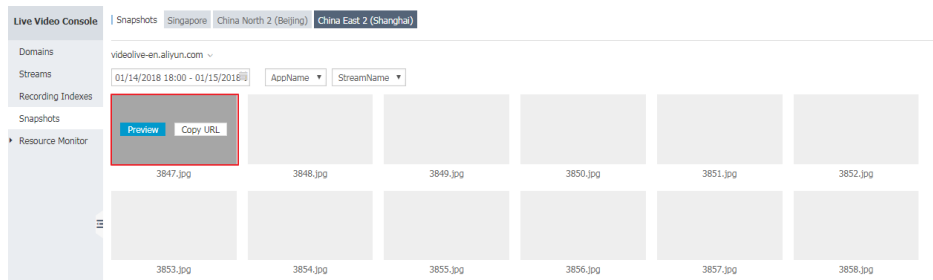 Live Video Console
Snapshots Singapore China North 2 (Beijing) China East 2 (Shanghai)
Domains
Streams
Recording Indexes
Snapshots
Resource Monitor
videolive-en.aliyun.com
01/14/2018 18:00 - 01/15/2018
AppName StreamName
Preview Copy URL
3847.jpg 3848.jpg 3849.jpg 3850.jpg 3851.jpg 3852.jpg
3853.jpg 3854.jpg 3855.jpg 3856.jpg 3857.jpg 3858.jpg